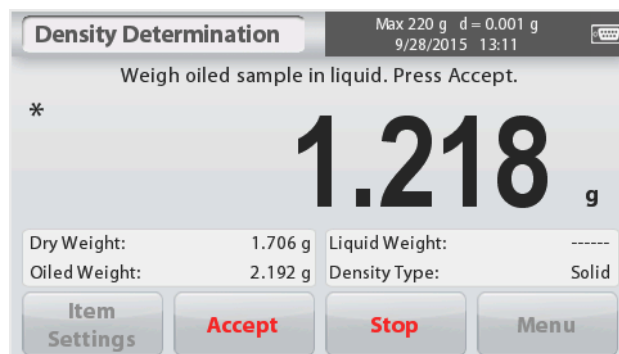 Density Determination
Max 220 g d = 0.001 g
9/28/2015 13:11
Weigh oiled sample in liquid. Press Accept.
*
1.218 g
Dry Weight: 1.706 g Liquid Weight: ------
Oiled Weight: 2.192 g Density Type: Solid
Item Settings
Accept
Stop
Menu